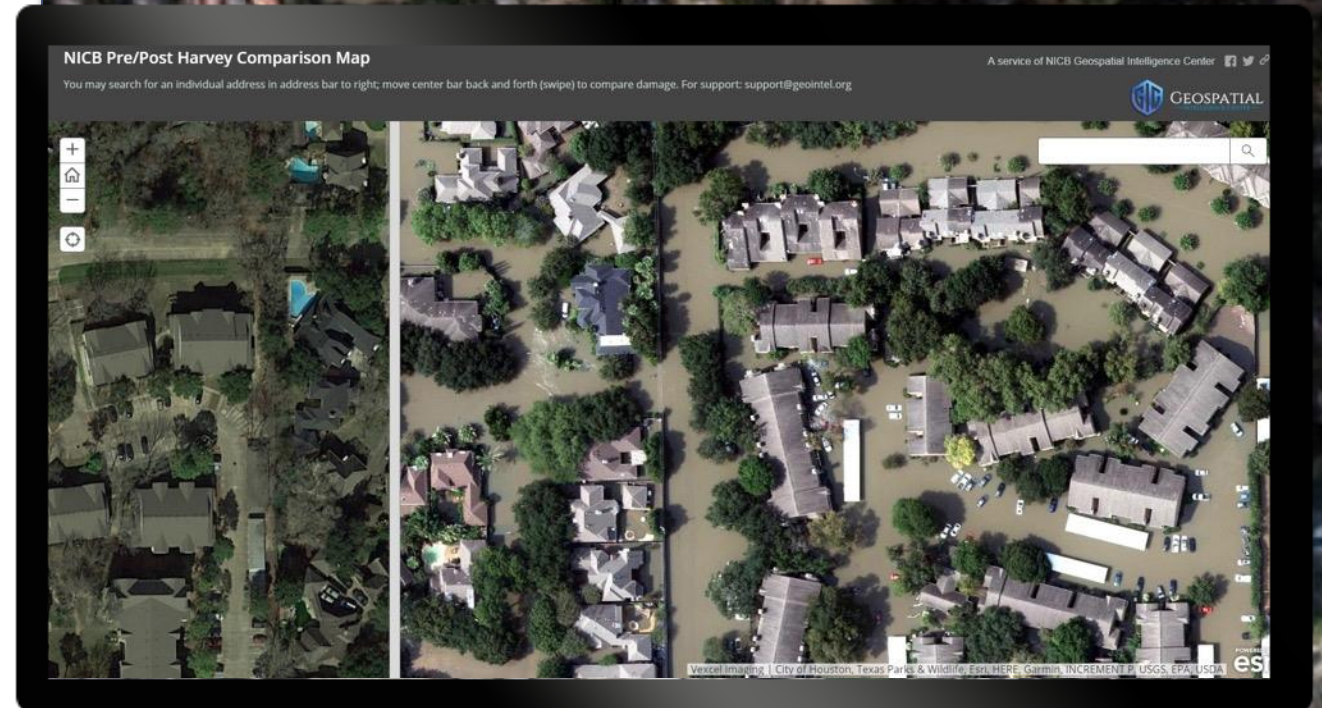 NICB Pre/Post Harvey Comparison Map
You may search for an individual address in address bar to right; move center bar back and forth (swipe) to compare damage. For support: support@geointel.org
A service of NICB Geospatial Intelligence Center
GIC GEOSPATIAL
Vexcel Imaging | City of Houston, Texas Parks & Wildlife, Esri, HERE, Garmin, INCREMENT P, USGS, EPA, USDA
esri